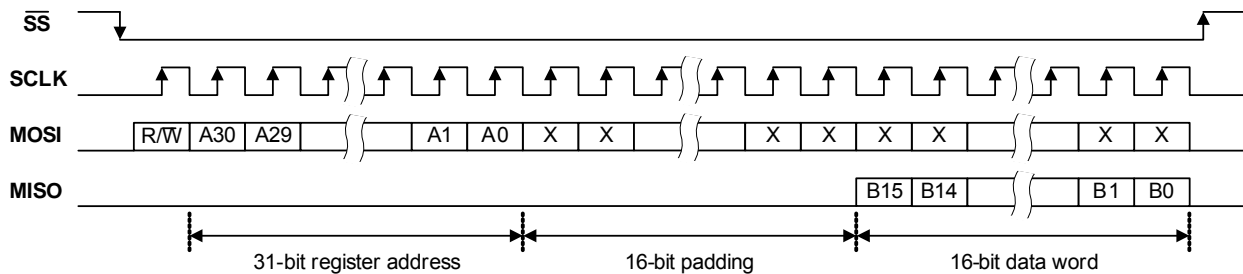 SS
SCLK
MOSI R/W A30 A29 A1 A0 X X X X X X X X
MISO B15 B14 B1 B0
31-bit register address 16-bit padding 16-bit data word